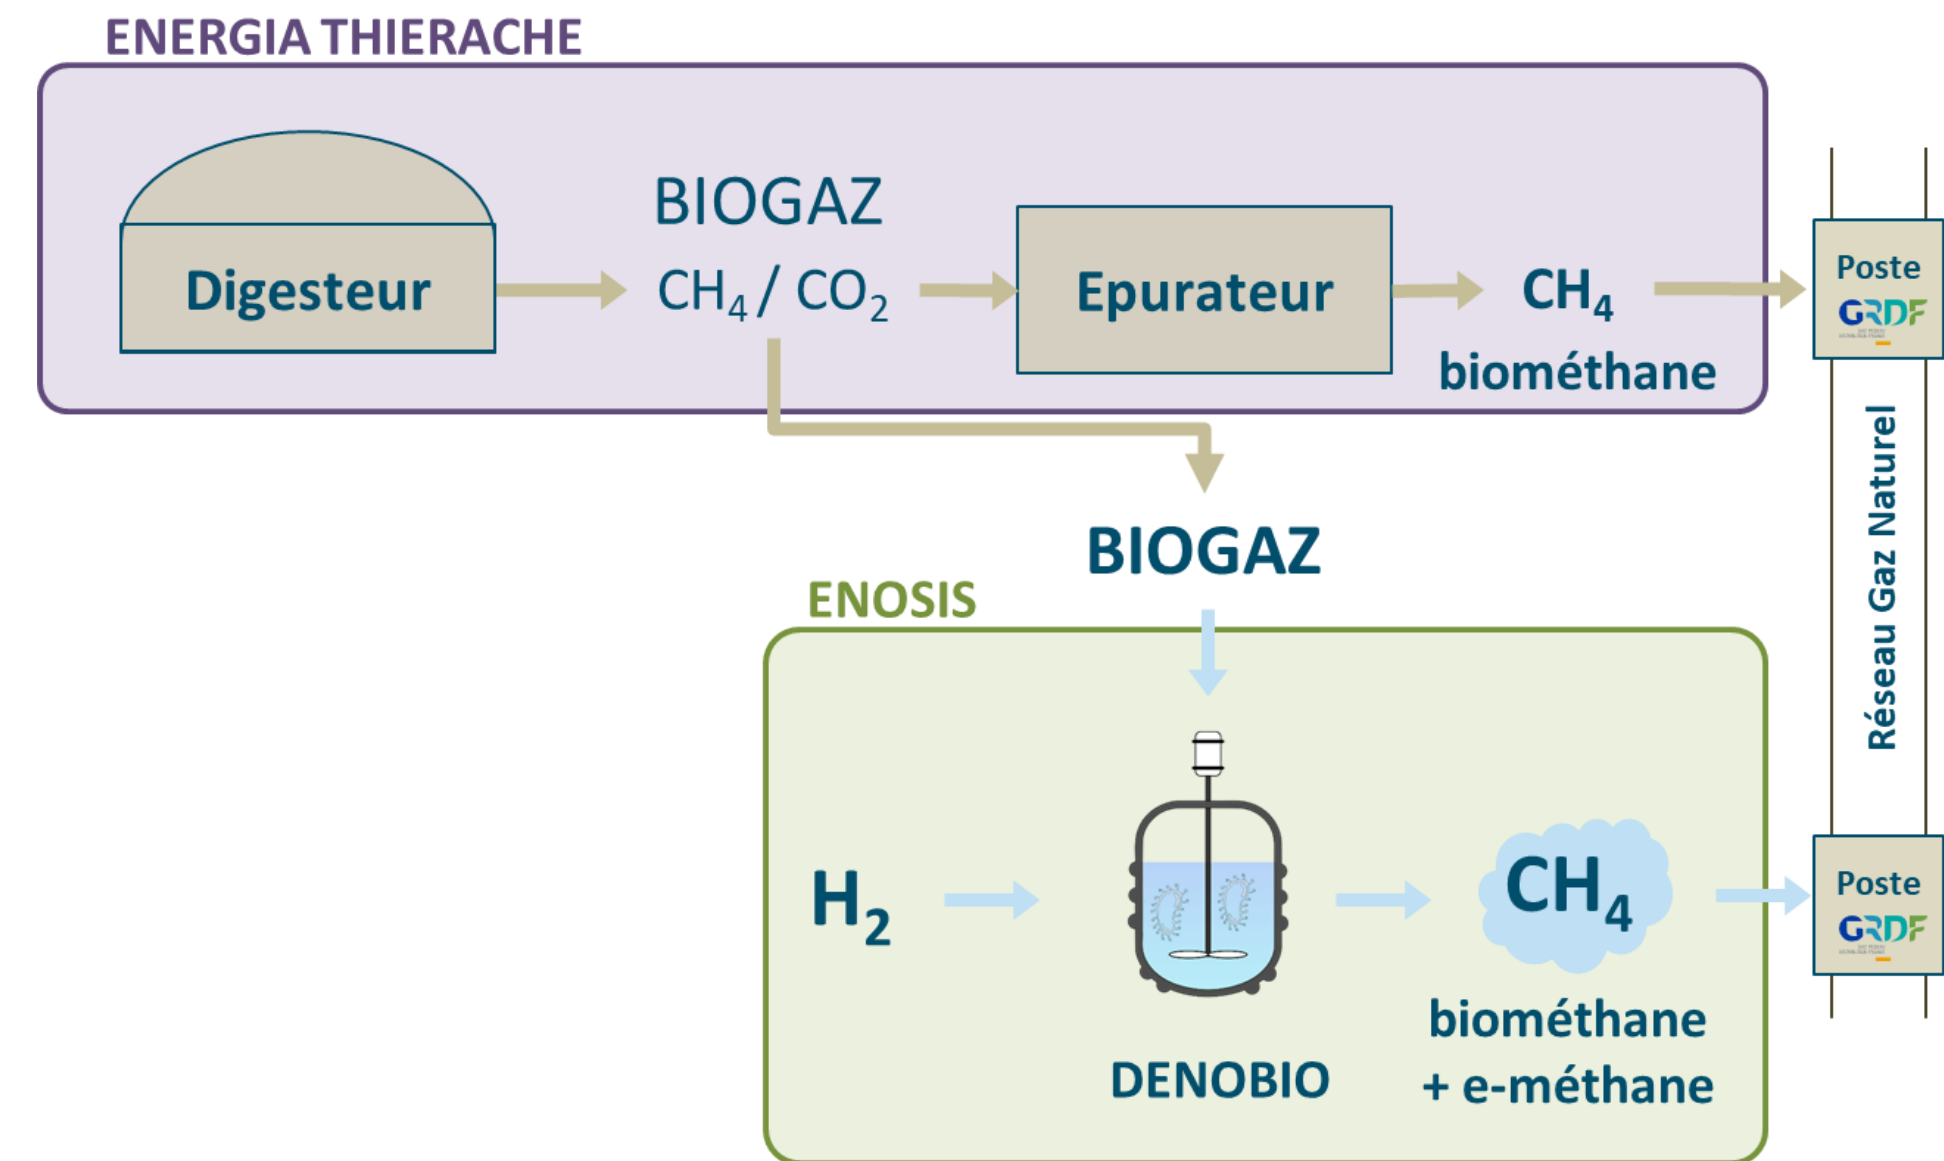 ENERGIA THIERACHE
Digesteur
BIOGAZ
CH₄ / CO₂
Epurateur
CH₄
biométhane
Poste
GRDF
Réseau Gaz Naturel
BIOGAZ
ENOSIS
H₂
DENOBIO
CH₄
biométhane
+ e-méthane
Poste
GRDF